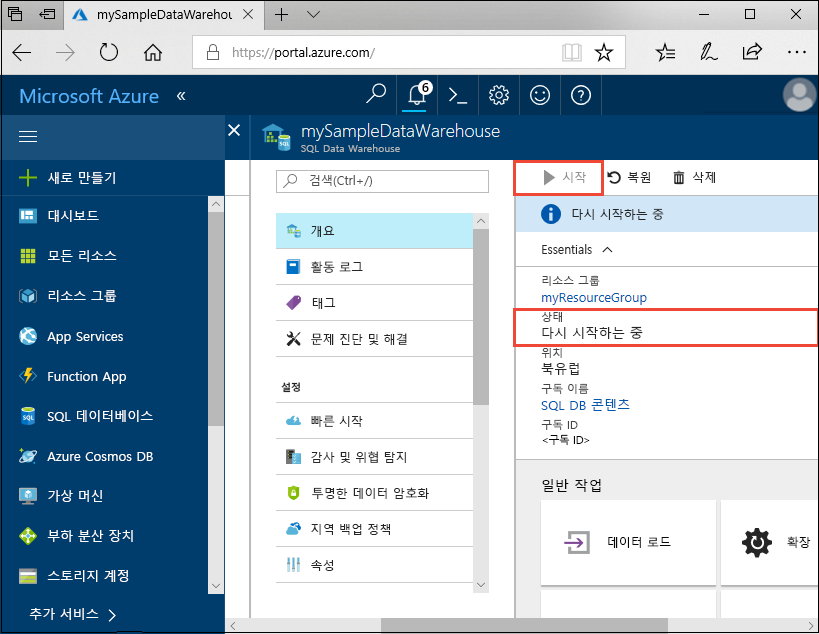 mySampleDataWarehou
https://portal.azure.com/
Microsoft Azure «
6
mySampleDataWarehouse
SQL Data Warehouse
새로 만들기
대시보드
모든 리소스
리소스 그룹
App Services
Function App
SQL 데이터베이스
Azure Cosmos DB
가상 머신
부하 분산 장치
스토리지 계정
추가 서비스
검색(Ctrl+/)
개요
활동 로그
태그
문제 진단 및 해결
설정
빠른 시작
감사 및 위협 탐지
투명한 데이터 암호화
지역 백업 정책
속성
시작 복원 삭제
다시 시작하는 중
Essentials
리소스 그룹
myResourceGroup
상태
다시 시작하는 중
위치
북유럽
구독 이름
SQL DB 콘텐츠
구독 ID
<구독 ID>
일반 작업
데이터 로드
확장